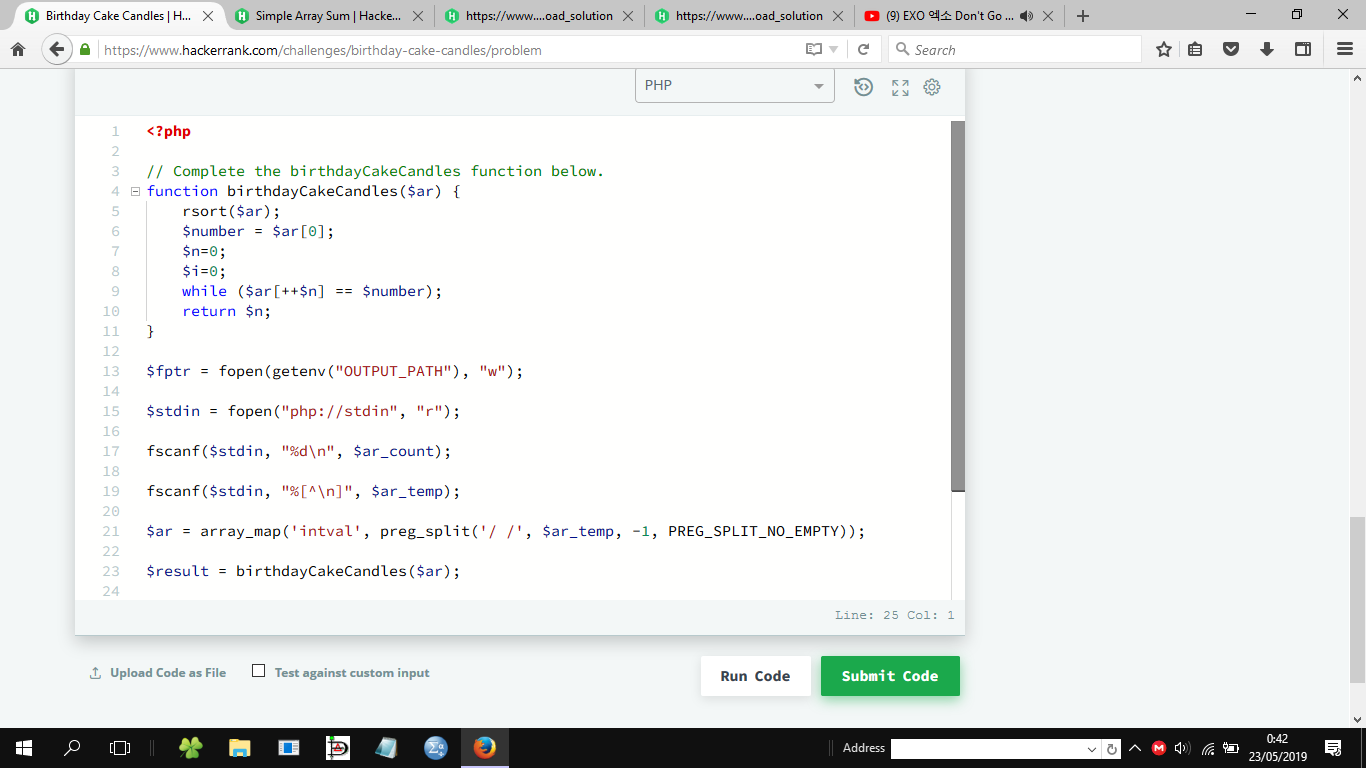 Birthday Cake Candles | H...
Simple Array Sum | Hacke...
https://www....oad_solution
https://www....oad_solution
(9) EXO 엑소 Don't Go ...
https://www.hackerrank.com/challenges/birthday-cake-candles/problem
Search
PHP
1 <?php
2
3 // Complete the birthdayCakeCandles function below.
4 function birthdayCakeCandles($ar) {
5 rsort($ar);
6 $number = $ar[0];
7 $n=0;
8 $i=0;
9 while ($ar[++$n] == $number);
10 return $n;
11 }
12
13 $fptr = fopen(getenv("OUTPUT_PATH"), "w");
14
15 $stdin = fopen("php://stdin", "r");
16
17 fscanf($stdin, "%d\n", $ar_count);
18
19 fscanf($stdin, "%[^\n]", $ar_temp);
20
21 $ar = array_map('intval', preg_split('/ /', $ar_temp, -1, PREG_SPLIT_NO_EMPTY));
22
23 $result = birthdayCakeCandles($ar);
24
Line: 25 Col: 1
Upload Code as File
Test against custom input
Run Code
Submit Code
Address
0:42
23/05/2019